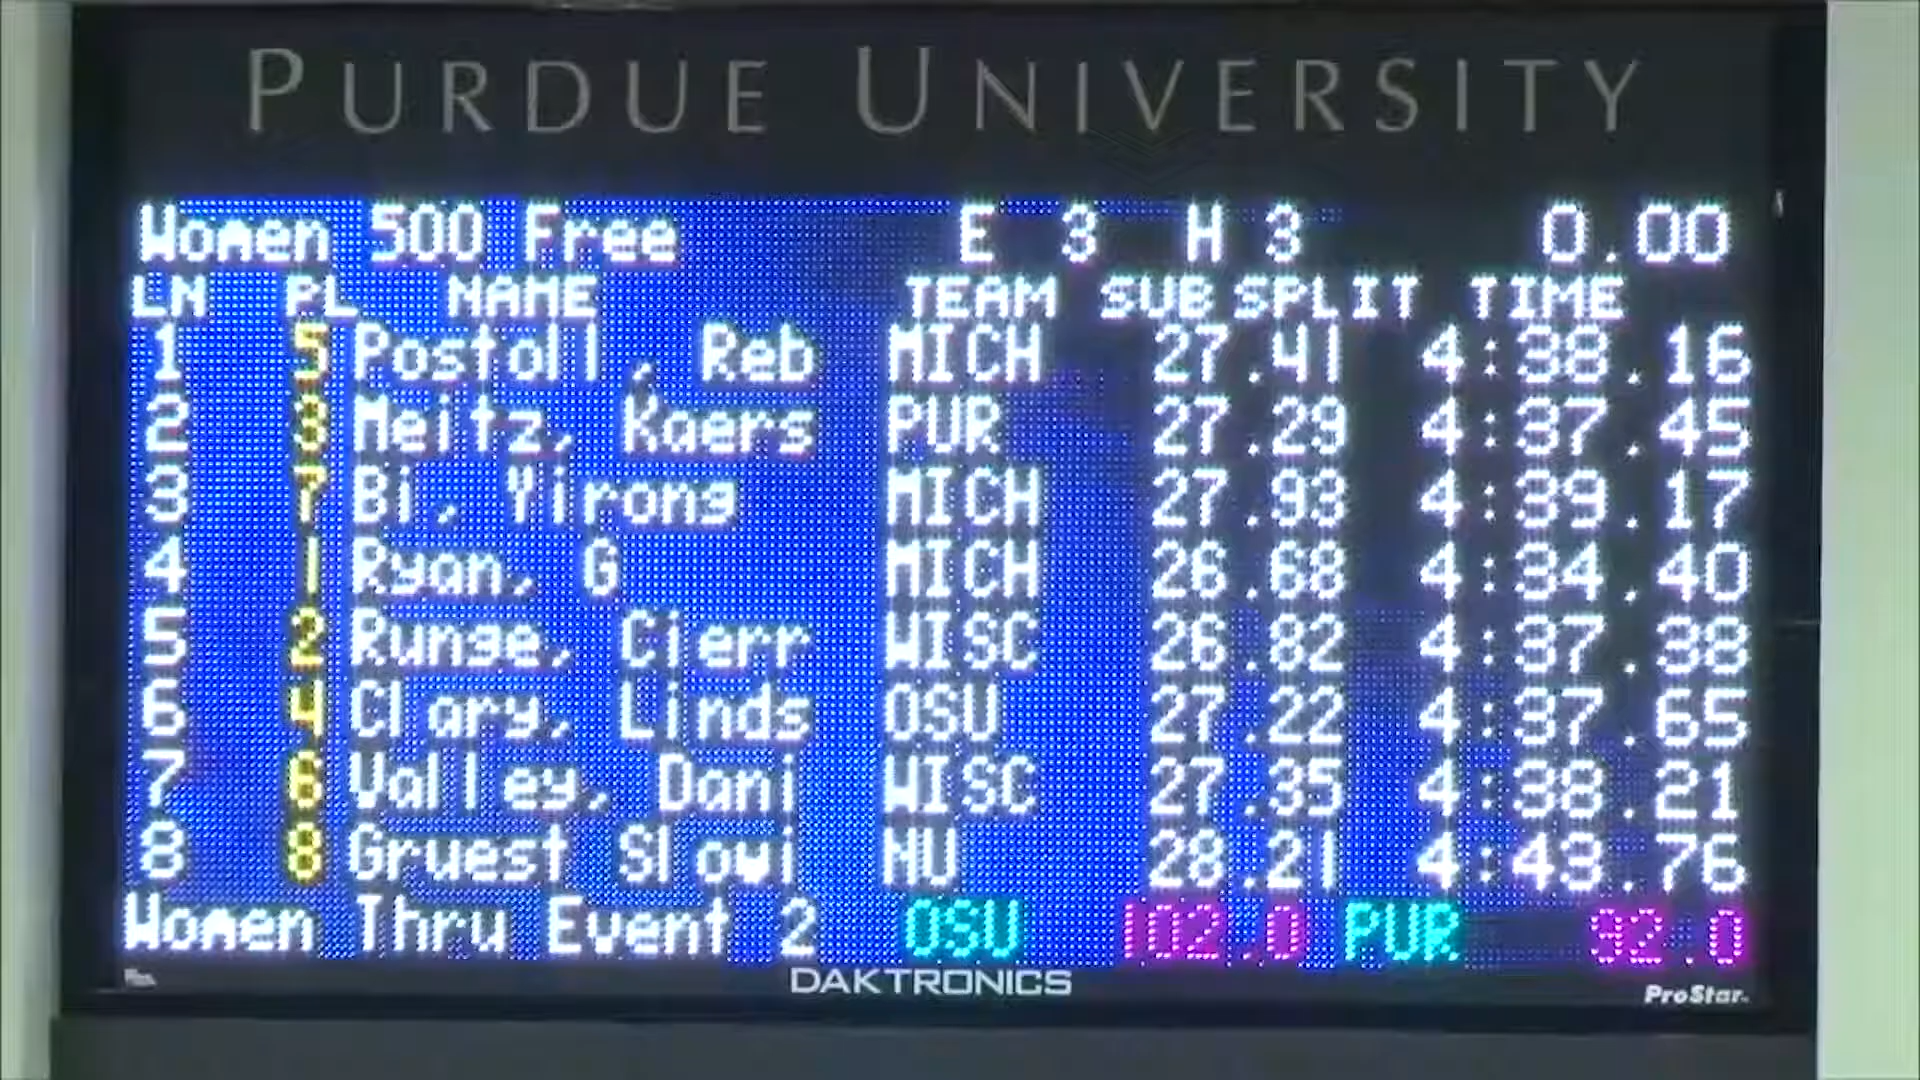 PURDUE UNIVERSITY
Women 500 Free E 3 H 3 0.00
LN PL NAME TEAM SUB SPLIT TIME
1 5 Postoll, Reb MICH 27.41 4:38.16
2 3 Meitz, Kaers PUR 27.29 4:37.45
3 7 Bi, Yirong MICH 27.93 4:39.17
4 1 Ryan, G MICH 26.68 4:34.40
5 2 Runge, Cierr WISC 26.82 4:37.38
6 4 Clary, Linds OSU 27.22 4:37.65
7 6 Valley, Dani WISC 27.35 4:38.21
8 8 Gruest Slowi NU 28.21 4:43.76
Women Thru Event 2 OSU 102.0 PUR 92.0
DAKTRONICS
ProStar